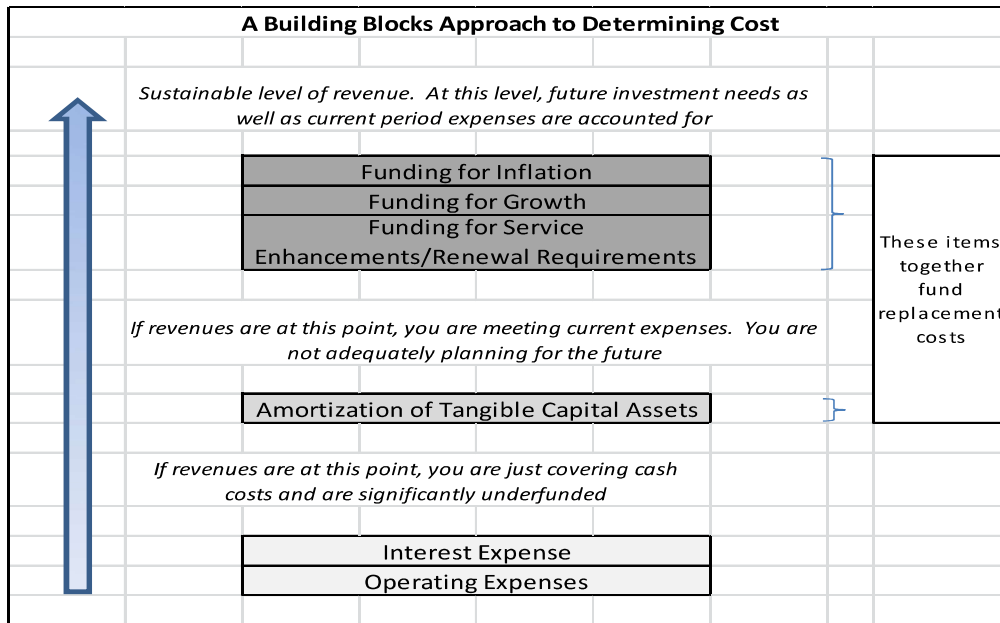 A Building Blocks Approach to Determining Cost
Sustainable level of revenue. At this level, future investment needs as
well as current period expenses are accounted for
Funding for Inflation
Funding for Growth
Funding for Service
Enhancements/Renewal Requirements
These items
together
fund
replacement
costs
If revenues are at this point, you are meeting current expenses. You are
not adequately planning for the future
Amortization of Tangible Capital Assets
If revenues are at this point, you are just covering cash
costs and are significantly underfunded
Interest Expense
Operating Expenses